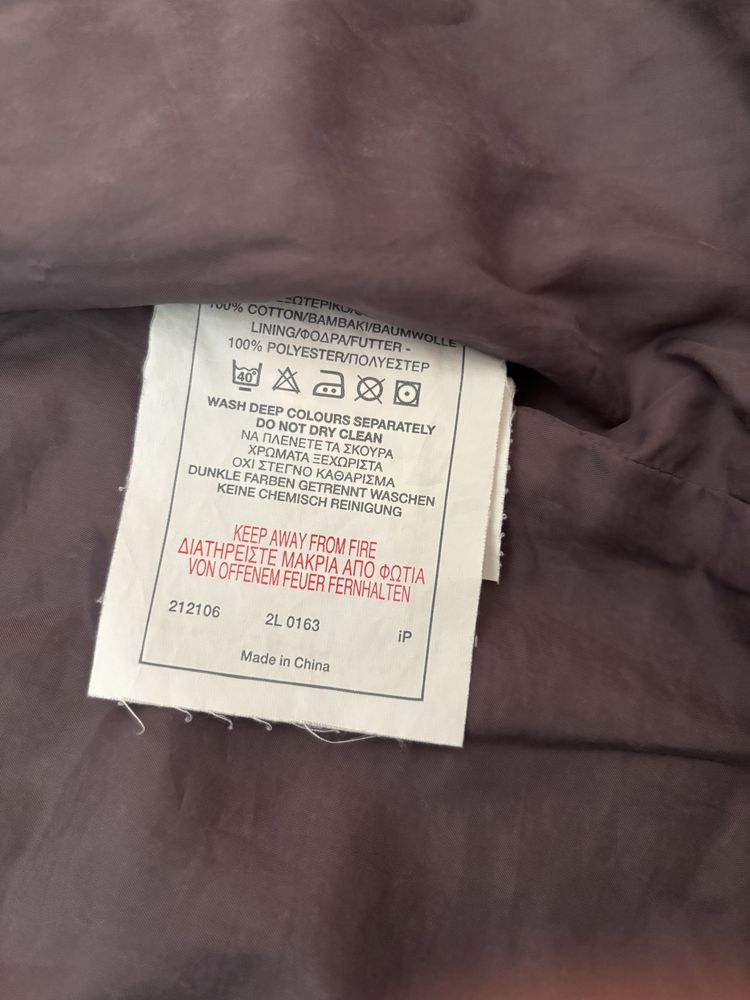 ΕΞΩΤΕΡΙΚΟ/
100% COTTON/ΒΑΜΒΑΚΙ/BAUMWOLLE
LINING/ΦΟΔΡΑ/FUTTER -
100% POLYESTER/ΠΟΛΥΕΣΤΕΡ
40°
WASH DEEP COLOURS SEPARATELY
DO NOT DRY CLEAN
ΝΑ ΠΛΕΝΕΤΕ ΤΑ ΣΚΟΥΡΑ
ΧΡΩΜΑΤΑ ΞΕΧΩΡΙΣΤΑ
ΟΧΙ ΣΤΕΓΝΟ ΚΑΘΑΡΙΣΜΑ
DUNKLE FARBEN GETRENNT WASCHEN
KEINE CHEMISCH REINIGUNG
KEEP AWAY FROM FIRE
ΔΙΑΤΗΡΕΙΣΤΕ ΜΑΚΡΙΑ ΑΠΟ ΦΩΤΙΑ
VON OFFENEM FEUER FERNHALTEN
212106 2L 0163 iP
Made in China